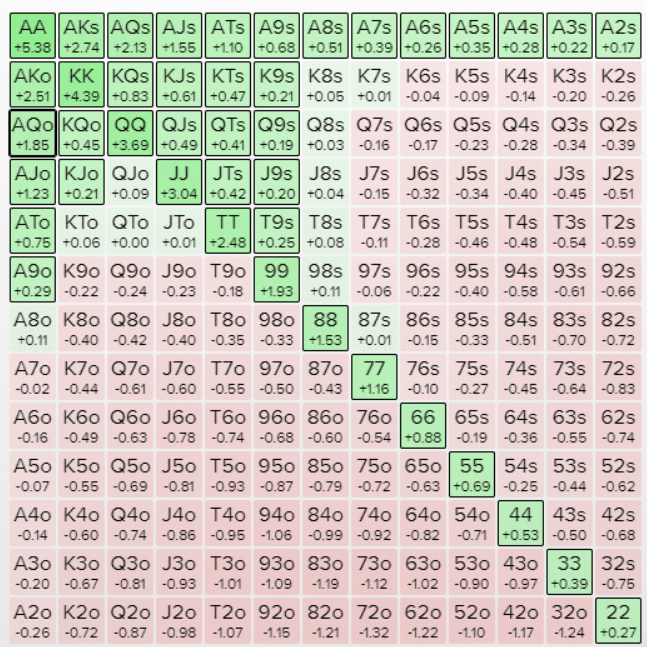 AA AKs AQs AJs ATs A9s A8s A7s A6s A5s A4s A3s A2s
+5.38 +2.74 +2.13 +1.55 +1.10 +0.68 +0.51 +0.39 +0.26 +0.35 +0.28 +0.22 +0.17
AKo KK KQs KJs KTs K9s K8s K7s K6s K5s K4s K3s K2s
+2.51 +4.39 +0.83 +0.61 +0.47 +0.21 +0.05 +0.01 -0.04 -0.09 -0.14 -0.20 -0.26
AQo KQo QQ QJs QTs Q9s Q8s Q7s Q6s Q5s Q4s Q3s Q2s
+1.85 +0.45 +3.69 +0.49 +0.41 +0.19 +0.03 -0.16 -0.17 -0.23 -0.28 -0.34 -0.39
AJo KJo QJo JJ JTs J9s J8s J7s J6s J5s J4s J3s J2s
+1.23 +0.21 +0.09 +3.04 +0.42 +0.20 +0.04 -0.15 -0.32 -0.34 -0.40 -0.45 -0.51
ATo KTo QTo JTo TT T9s T8s T7s T6s T5s T4s T3s T2s
+0.75 +0.06 +0.00 +0.01 +2.48 +0.25 +0.08 -0.11 -0.28 -0.46 -0.48 -0.54 -0.59
A9o K9o Q9o J9o T9o 99 98s 97s 96s 95s 94s 93s 92s
+0.29 -0.22 -0.24 -0.23 -0.18 +1.93 +0.11 -0.06 -0.22 -0.40 -0.58 -0.61 -0.66
A8o K8o Q8o J8o T8o 98o 88 87s 86s 85s 84s 83s 82s
+0.11 -0.40 -0.42 -0.40 -0.35 -0.33 +1.53 +0.01 -0.15 -0.33 -0.51 -0.70 -0.72
A7o K7o Q7o J7o T7o 97o 87o 77 76s 75s 74s 73s 72s
-0.02 -0.44 -0.61 -0.60 -0.55 -0.50 -0.43 +1.16 -0.10 -0.27 -0.45 -0.64 -0.83
A6o K6o Q6o J6o T6o 96o 86o 76o 66 65s 64s 63s 62s
-0.16 -0.49 -0.63 -0.78 -0.74 -0.68 -0.60 -0.54 +0.88 -0.19 -0.36 -0.55 -0.74
A5o K5o Q5o J5o T5o 95o 85o 75o 65o 55 54s 53s 52s
-0.07 -0.55 -0.69 -0.81 -0.93 -0.87 -0.79 -0.72 -0.63 +0.69 -0.25 -0.44 -0.62
A4o K4o Q4o J4o T4o 94o 84o 74o 64o 54o 44 43s 42s
-0.14 -0.60 -0.74 -0.86 -0.95 -1.06 -0.99 -0.92 -0.82 -0.71 +0.53 -0.50 -0.68
A3o K3o Q3o J3o T3o 93o 83o 73o 63o 53o 43o 33 32s
-0.20 -0.67 -0.81 -0.93 -1.01 -1.09 -1.19 -1.12 -1.02 -0.90 -0.97 +0.39 -0.75
A2o K2o Q2o J2o T2o 92o 82o 72o 62o 52o 42o 32o 22
-0.26 -0.72 -0.87 -0.98 -1.07 -1.15 -1.21 -1.32 -1.22 -1.10 -1.17 -1.24 +0.27